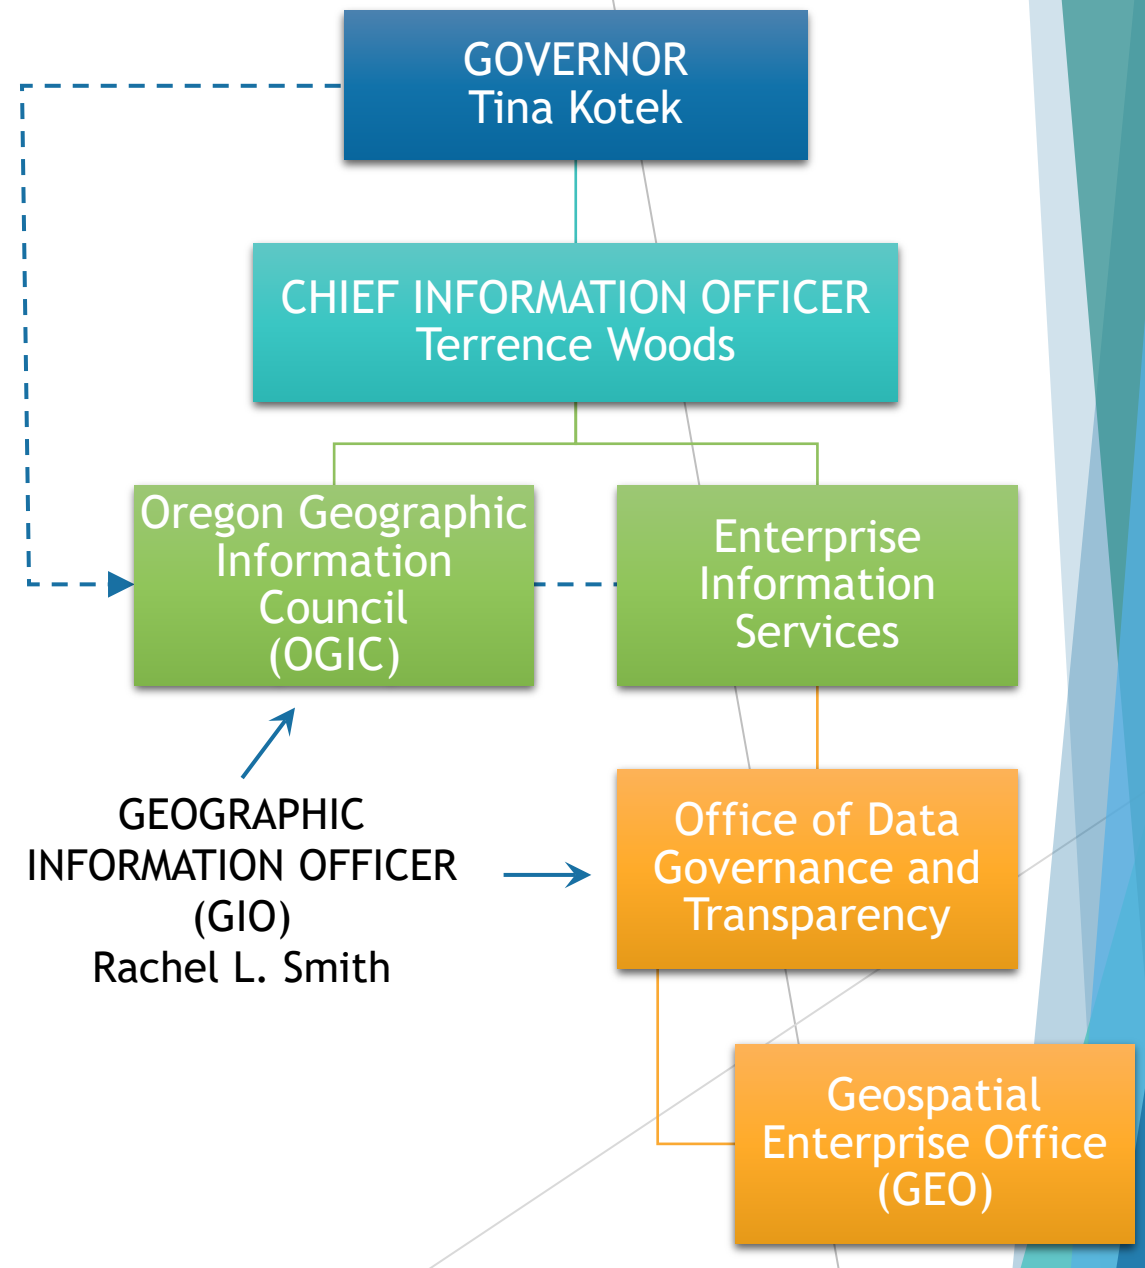 GOVERNOR
Tina Kotek
CHIEF INFORMATION OFFICER
Terrence Woods
Oregon Geographic
Information
Council
(OGIC)
Enterprise
Information
Services
GEOGRAPHIC
INFORMATION OFFICER
(GIO)
Rachel L. Smith
Office of Data
Governance and
Transparency
Geospatial
Enterprise Office
(GEO)